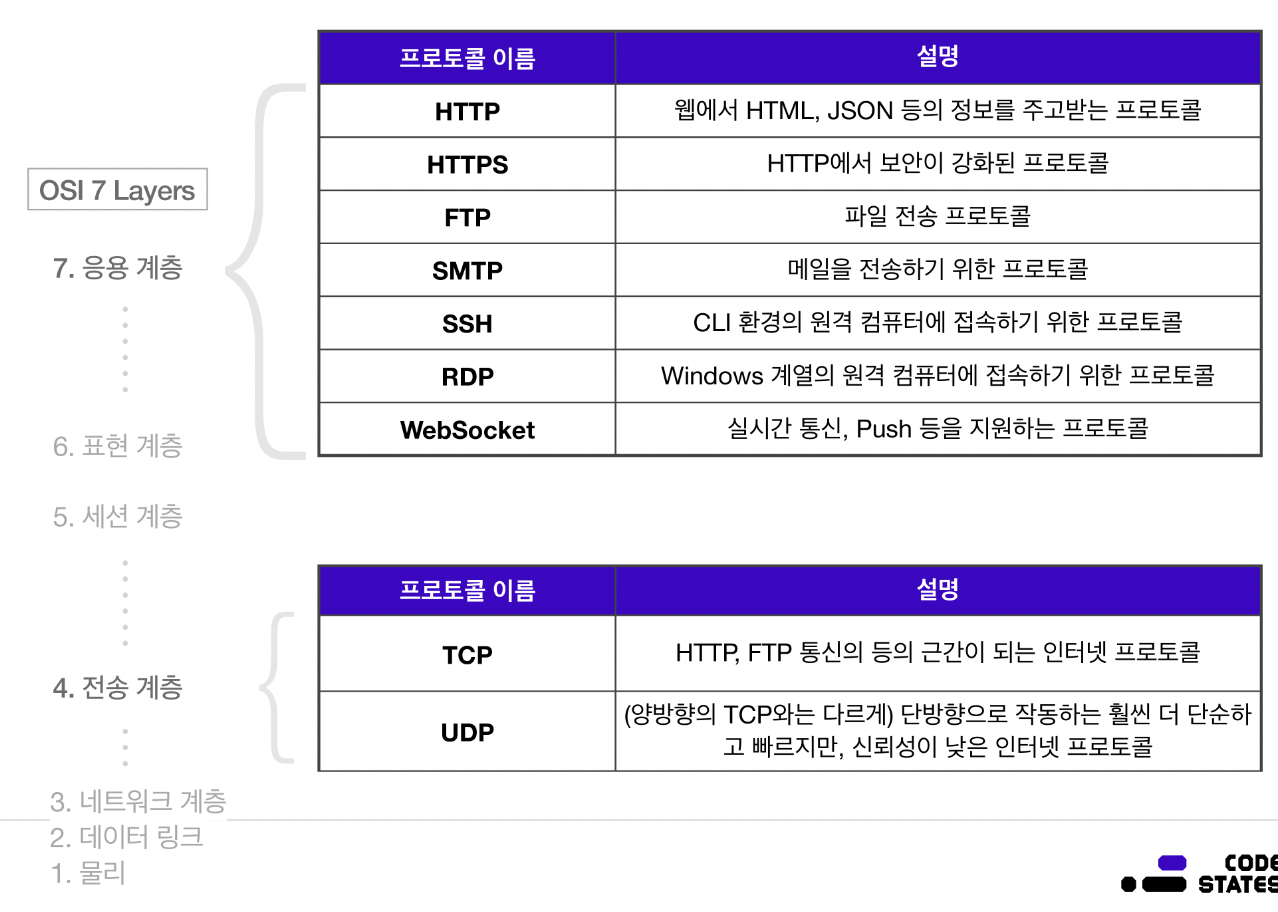 OSI 7 Layers
7. 응용 계층
6. 표현 계층
5. 세션 계층
4. 전송 계층
3. 네트워크 계층
2. 데이터 링크
1. 물리
프로토콜 이름 설명
HTTP 웹에서 HTML, JSON 등의 정보를 주고받는 프로토콜
HTTPS HTTP에서 보안이 강화된 프로토콜
FTP 파일 전송 프로토콜
SMTP 메일을 전송하기 위한 프로토콜
SSH CLI 환경의 원격 컴퓨터에 접속하기 위한 프로토콜
RDP Windows 계열의 원격 컴퓨터에 접속하기 위한 프로토콜
WebSocket 실시간 통신, Push 등을 지원하는 프로토콜
프로토콜 이름 설명
TCP HTTP, FTP 통신의 등의 근간이 되는 인터넷 프로토콜
UDP (양방향의 TCP와는 다르게) 단방향으로 작동하는 훨씬 더 단순하
고 빠르지만, 신뢰성이 낮은 인터넷 프로토콜
CODE
STATES